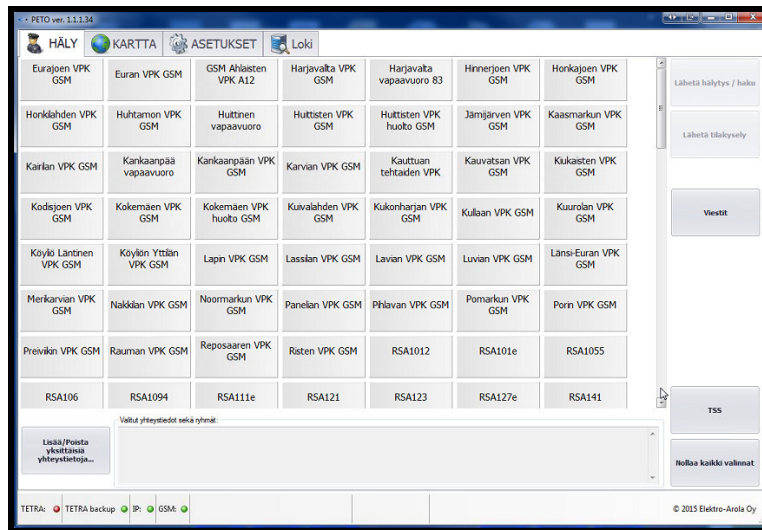 PETO ver. 1.1.1.34
HÄLY KARTTA ASETUKSET Loki
Eurajoen VPK
GSM
Euran VPK GSM
GSM Ahlaisten
VPK A12
Harjavalta VPK
GSM
Harjavalta
vapaavuoro 83
Hinnerjoen VPK
GSM
Honkajoen VPK
GSM
Lähetä hälytys / haku
Honkilahden VPK
GSM
Huhtamon VPK
GSM
Huittinen
vapaavuoro
Huittisten VPK
GSM
Huittisten VPK
huolto GSM
Jämijärven VPK
GSM
Kaasmarkun VPK
GSM
Lähetä tilakysely
Kairilan VPK GSM
Kankaanpää
vapaavuoro
Kankaanpään VPK
GSM
Karvian VPK GSM
Kauttuan
tehtaiden VPK
Kauvatsan VPK
GSM
Kiukaisten VPK
GSM
Kodisjoen VPK
GSM
Kokemäen VPK
GSM
Kokemäen VPK
huolto GSM
Kuivalahden VPK
GSM
Kukonharjan VPK
GSM
Kullaan VPK GSM
Kuurolan VPK
GSM
Viestit
Köyliö Läntinen
VPK GSM
Köyliön Yttilän
VPK GSM
Lapin VPK GSM
Lassilan VPK GSM
Lavian VPK GSM
Luvian VPK GSM
Länsi-Euran VPK
GSM
Merikarvian VPK
GSM
Nakkilan VPK GSM
Noormarkun VPK
GSM
Panelian VPK GSM
Pihlavan VPK GSM
Pomarkun VPK
GSM
Porin VPK GSM
Preiviikin VPK GSM
Rauman VPK GSM
Reposaaren VPK
GSM
Risten VPK GSM
RSA1012
RSA101e
RSA1055
RSA106
RSA1094
RSA111e
RSA121
RSA123
RSA127e
RSA141
TSS
Valitut yhteystiedot sekä ryhmät:
Lisää/Poista
yksittäisiä
yhteystietoja...
Nollaa kaikki valinnat
TETRA: TETRA backup IP: GSM: © 2015 Elektro-Arola Oy